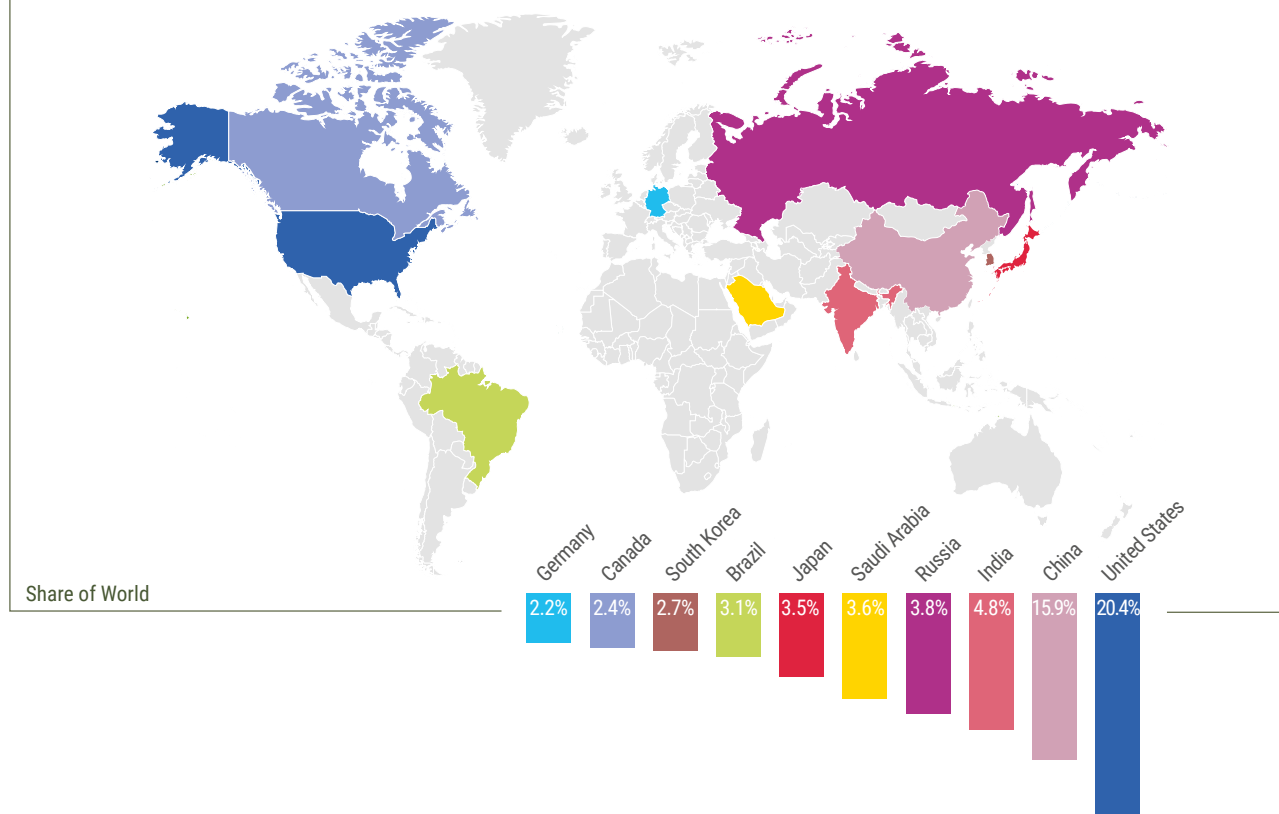 Germany
Canada
South Korea
Brazil
Japan
Saudi Arabia
Russia
India
China
United States
Share of World
2.2%
2.4%
2.7%
3.1%
3.5%
3.6%
3.8%
4.8%
15.9%
20.4%